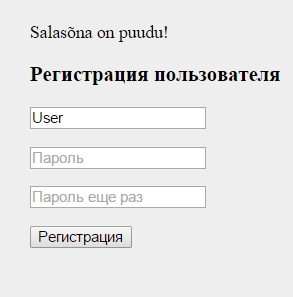 Salasõna on puudu!
Регистрация пользователя
User
Пароль
Пароль еще раз
Регистрация